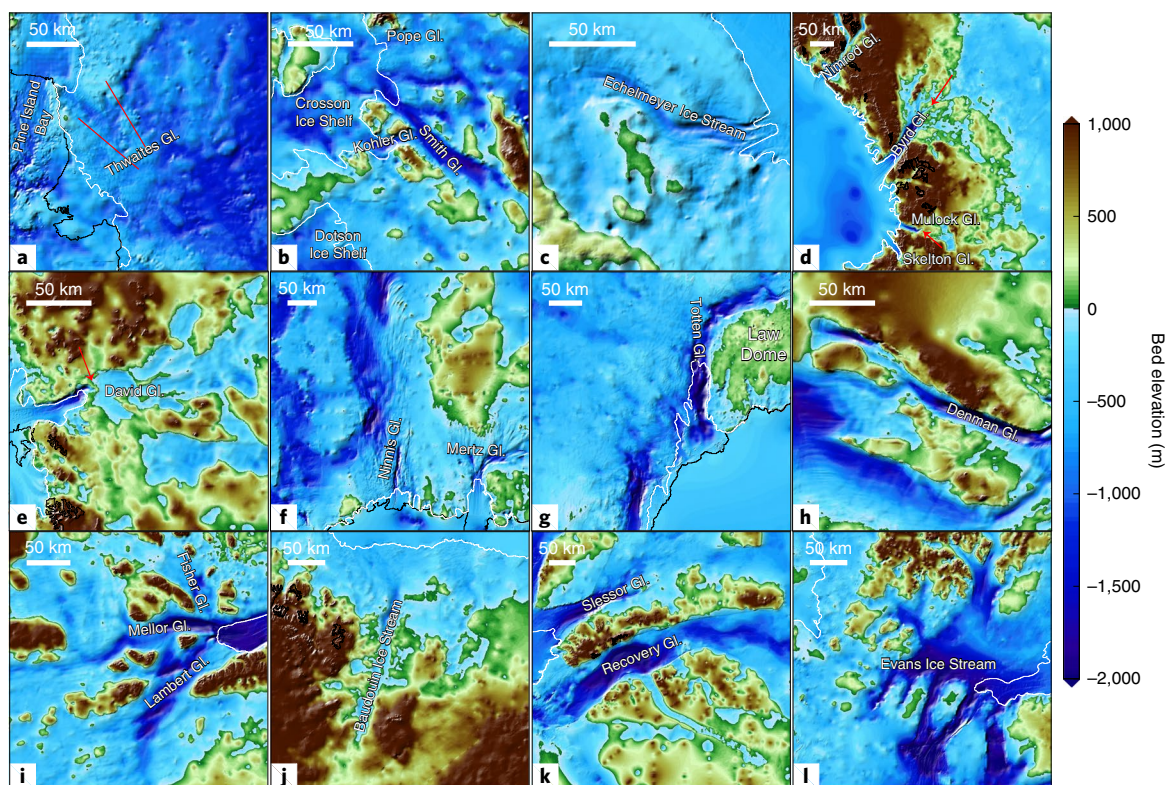 50 km
Pine Island
Bay
Thwaites Gl.
a
50 km
Pope Gl.
Crosson
Ice Shelf
Kohler Gl.
Smith Gl.
Dotson
Ice Shelf
b
50 km
Echelmeyer Ice Stream
c
50 km
Nimrod Gl.
Byrd Gl.
Mulock Gl.
Skelton Gl.
d
50 km
David Gl.
e
50 km
Ninnis Gl.
Mertz Gl.
f
50 km
Totten Gl.
Law
Dome
g
50 km
Denman Gl.
h
50 km
Fisher Gl.
Mellor Gl.
Lambert Gl.
i
50 km
Baudouin Ice Stream
j
50 km
Slessor Gl.
Recovery Gl.
k
50 km
Evans Ice Stream
l
1,000
500
0
–500
–1,000
–1,500
–2,000
Bed elevation (m)